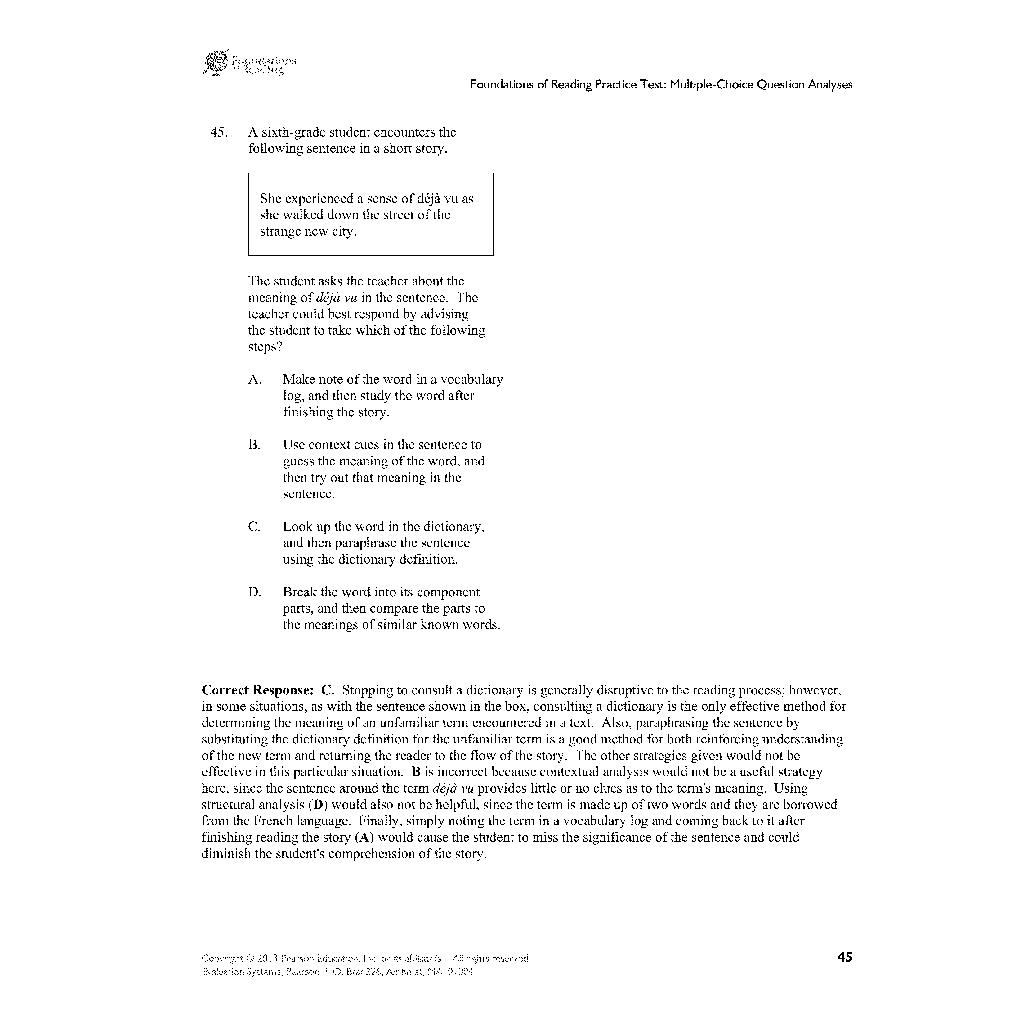 Foundations of Reading Practice Test: Multiple-Choice Question Analyses
45. A sixth-grade student encounters the
following sentence in a short story.
She experienced a sense of déjà vu as
she walked down the street of the
strange new city.
The student asks the teacher about the
meaning of déjà vu in the sentence. The
teacher could best respond by advising
the student to take which of the following
steps?
A. Make note of the word in a vocabulary
log, and then study the word after
finishing the story.
B. Use context cues in the sentence to
guess the meaning of the word, and
then try out that meaning in the
sentence.
C. Look up the word in the dictionary,
and then paraphrase the sentence
using the dictionary definition.
D. Break the word into its component
parts, and then compare the parts to
the meanings of similar known words.
Correct Response: C. Stopping to consult a dictionary is generally disruptive to the reading process; however,
in some situations, as with the sentence shown in the box, consulting a dictionary is the only effective method for
determining the meaning of an unfamiliar term encountered in a text. Also, paraphrasing the sentence by
substituting the dictionary definition for the unfamiliar term is a good method for both reinforcing understanding
of the new term and returning the reader to the flow of the story. The other strategies given would not be
effective in this particular situation. B is incorrect because contextual analysis would not be a useful strategy
here, since the sentence around the term déjà vu provides little or no clues as to the term's meaning. Using
structural analysis (D) would also not be helpful, since the term is made up of two words and they are borrowed
from the French language. Finally, simply noting the term in a vocabulary log and coming back to it after
finishing reading the story (A) would cause the student to miss the significance of the sentence and could
diminish the student's comprehension of the story.
Pearson Education, Inc. or its All rights reserved.
Evaluation Systems, Pearson, P.O. Box 226,
45